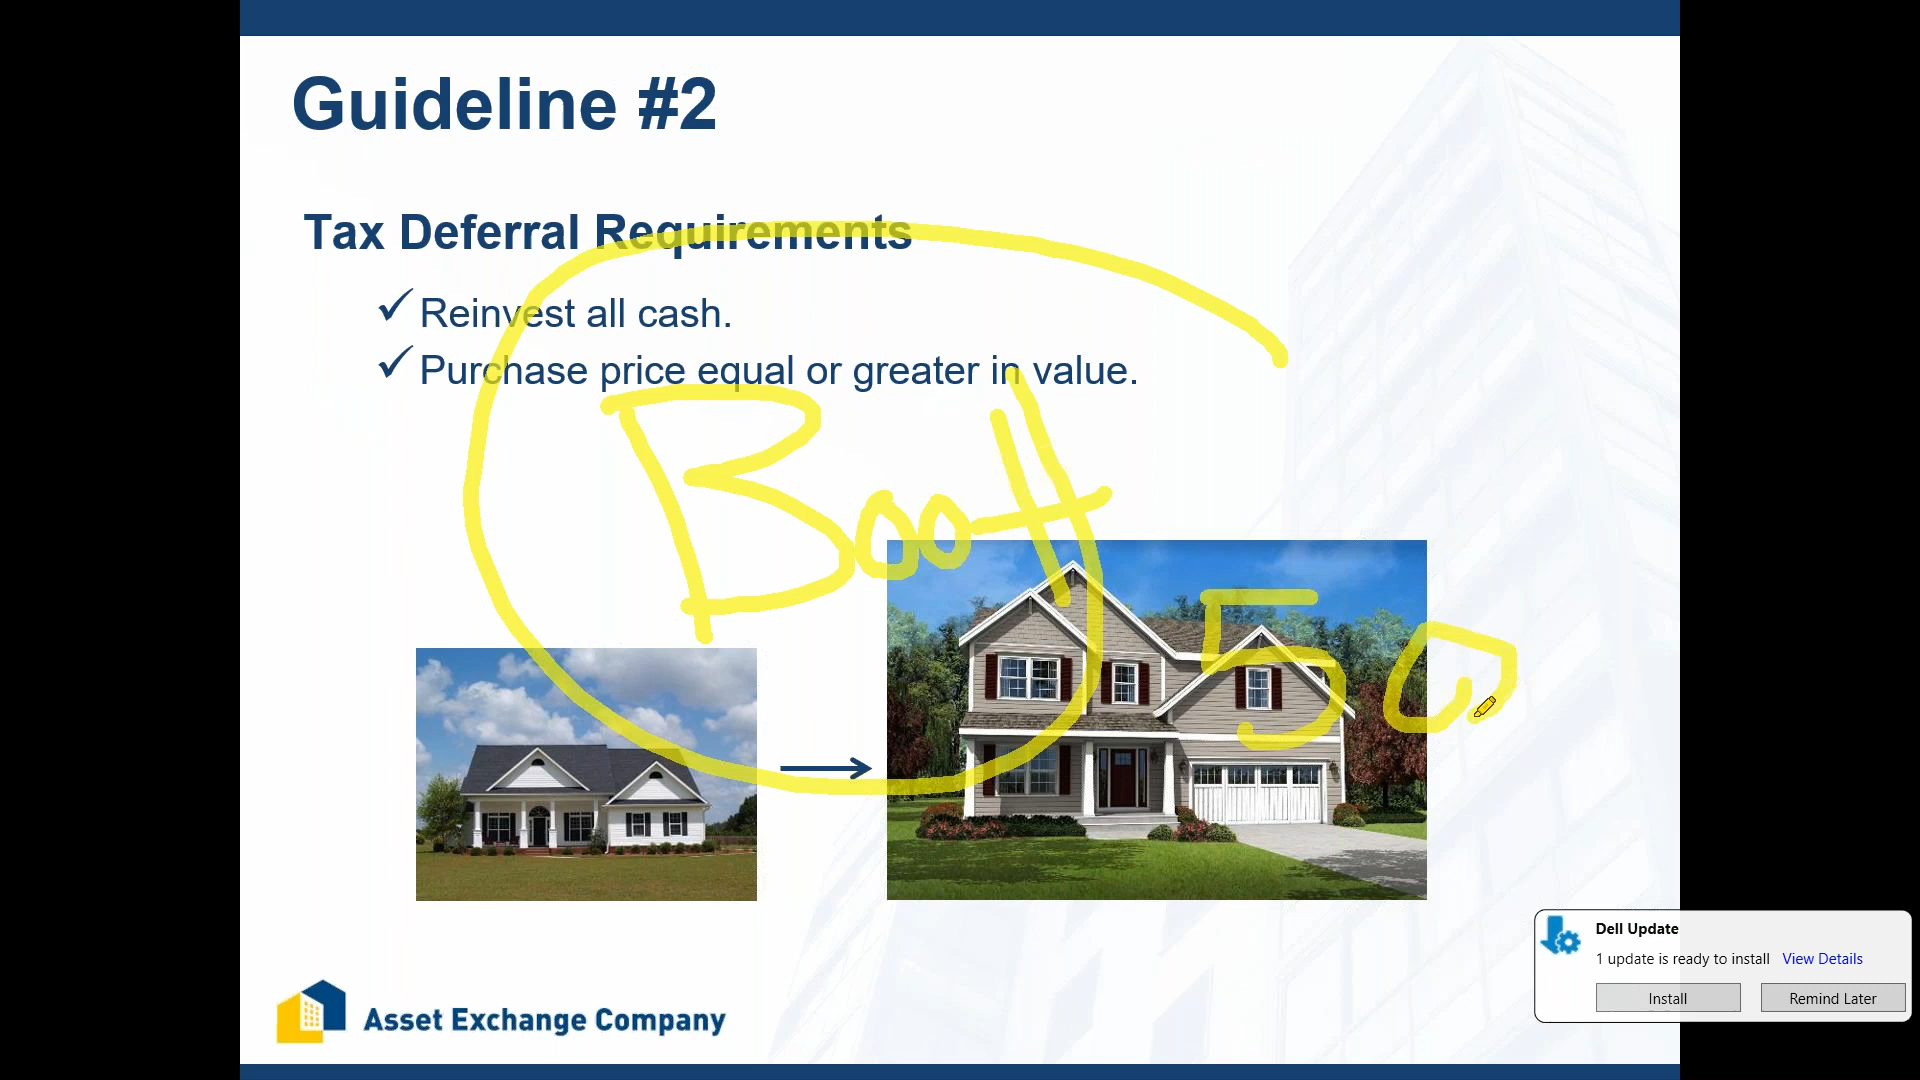 Guideline #2
Tax Deferral Requirements
✓ Reinvest all cash.
✓ Purchase price equal or greater in value.
Boot
50
Asset Exchange Company
Dell Update
1 update is ready to install View Details
Install Remind Later